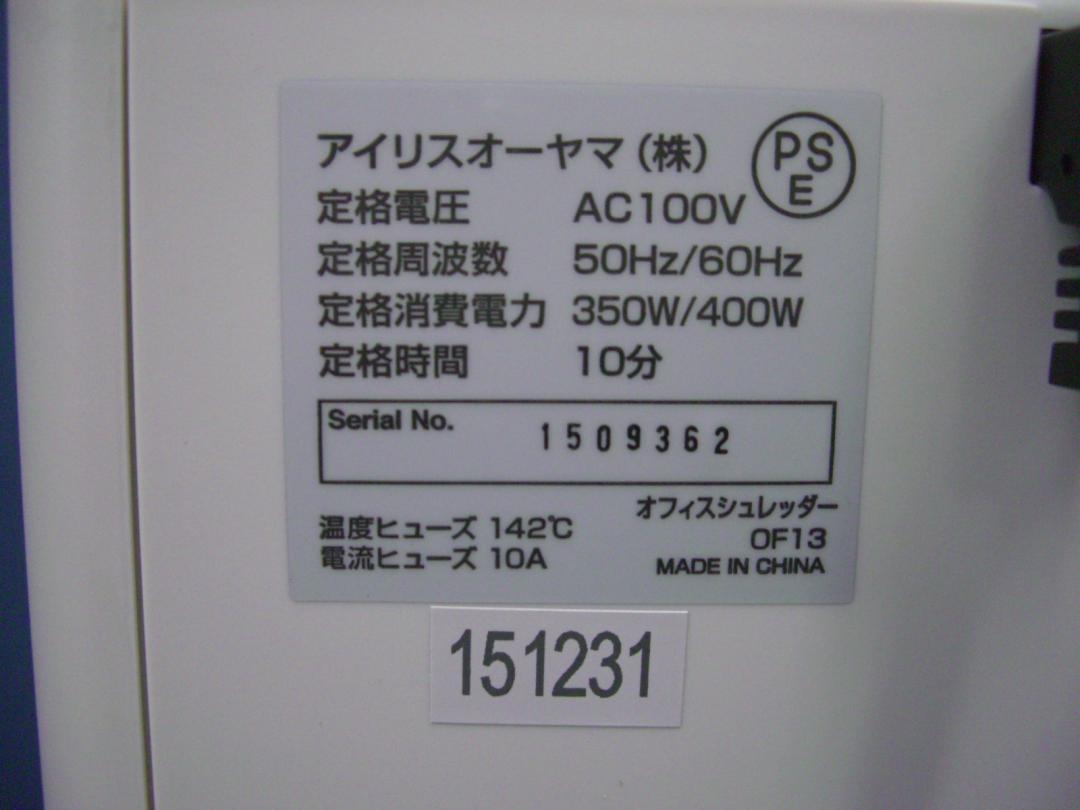 アイリスオーヤマ（株）
PS
E
定格電圧 AC100V
定格周波数 50Hz/60Hz
定格消費電力 350W/400W
定格時間 10分
Serial No. 1509362
オフィスシュレッダー
温度ヒューズ 142℃
OF13
電流ヒューズ 10A
MADE IN CHINA
151231